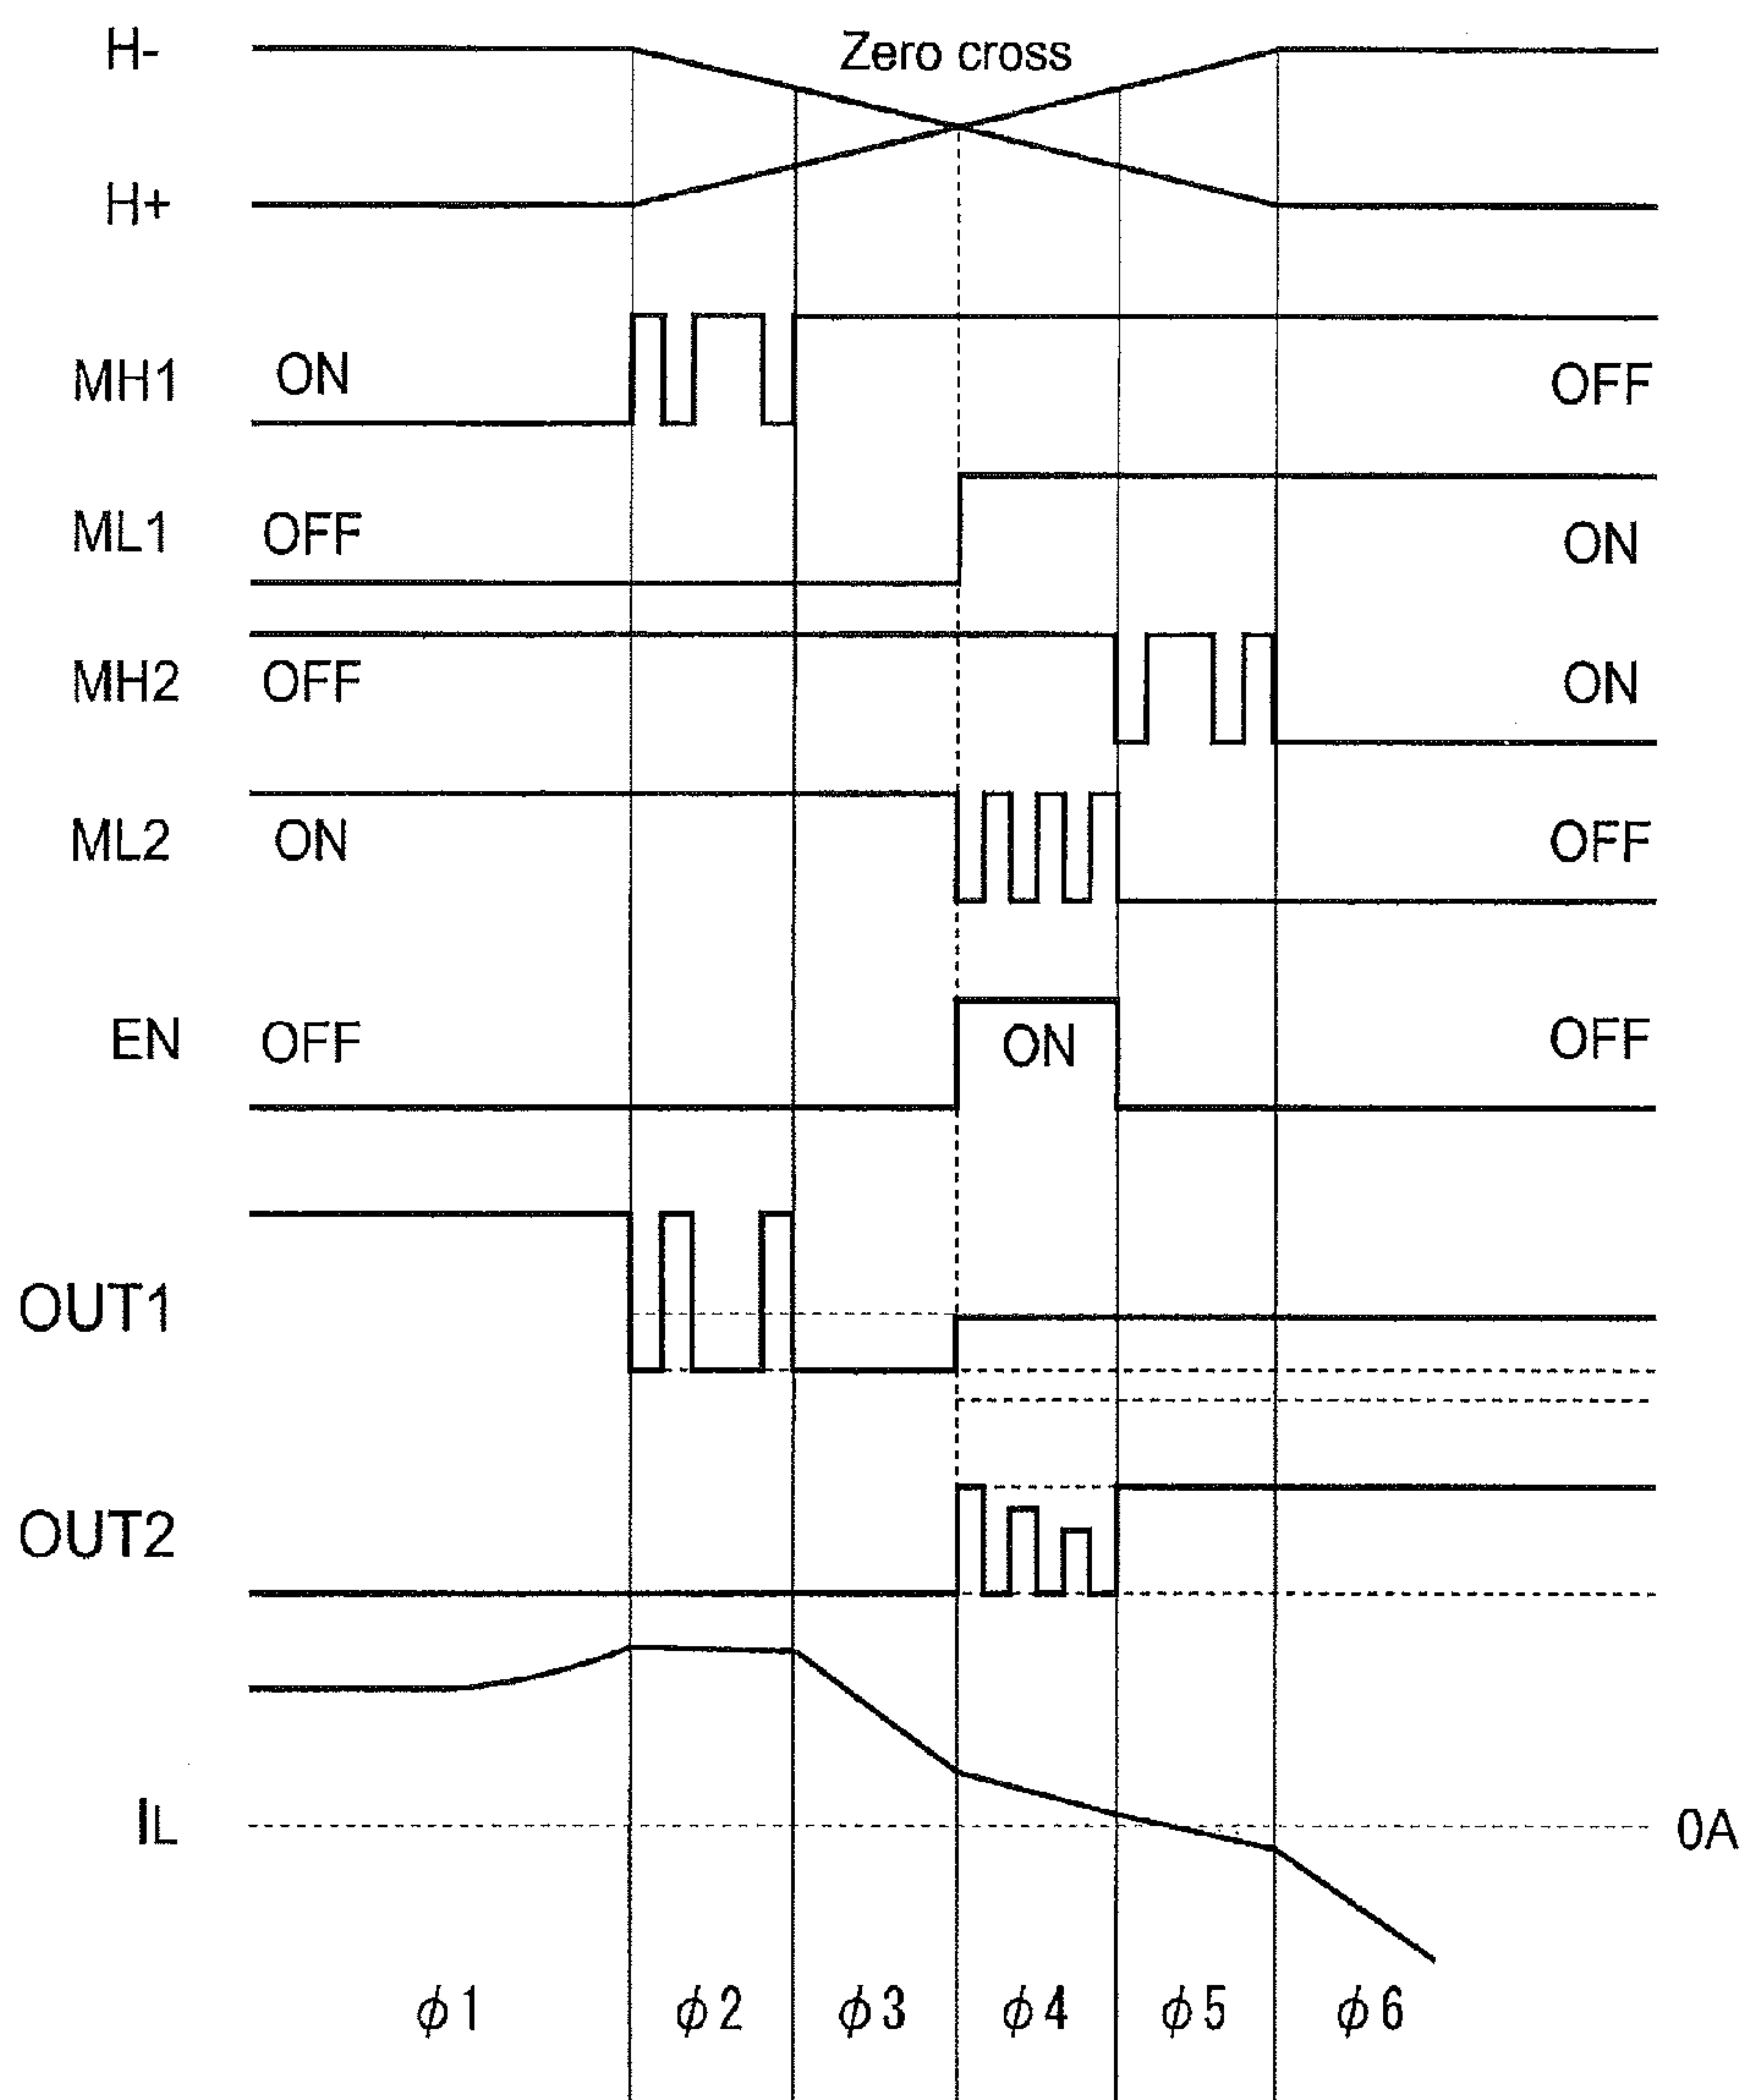 H-
Zero cross
H+
MH1 ON OFF
ML1 OFF ON
MH2 OFF ON
ML2 ON OFF
EN OFF ON OFF
OUT1
OUT2
IL 0A
ϕ1 ϕ2 ϕ3 ϕ4 ϕ5 ϕ6